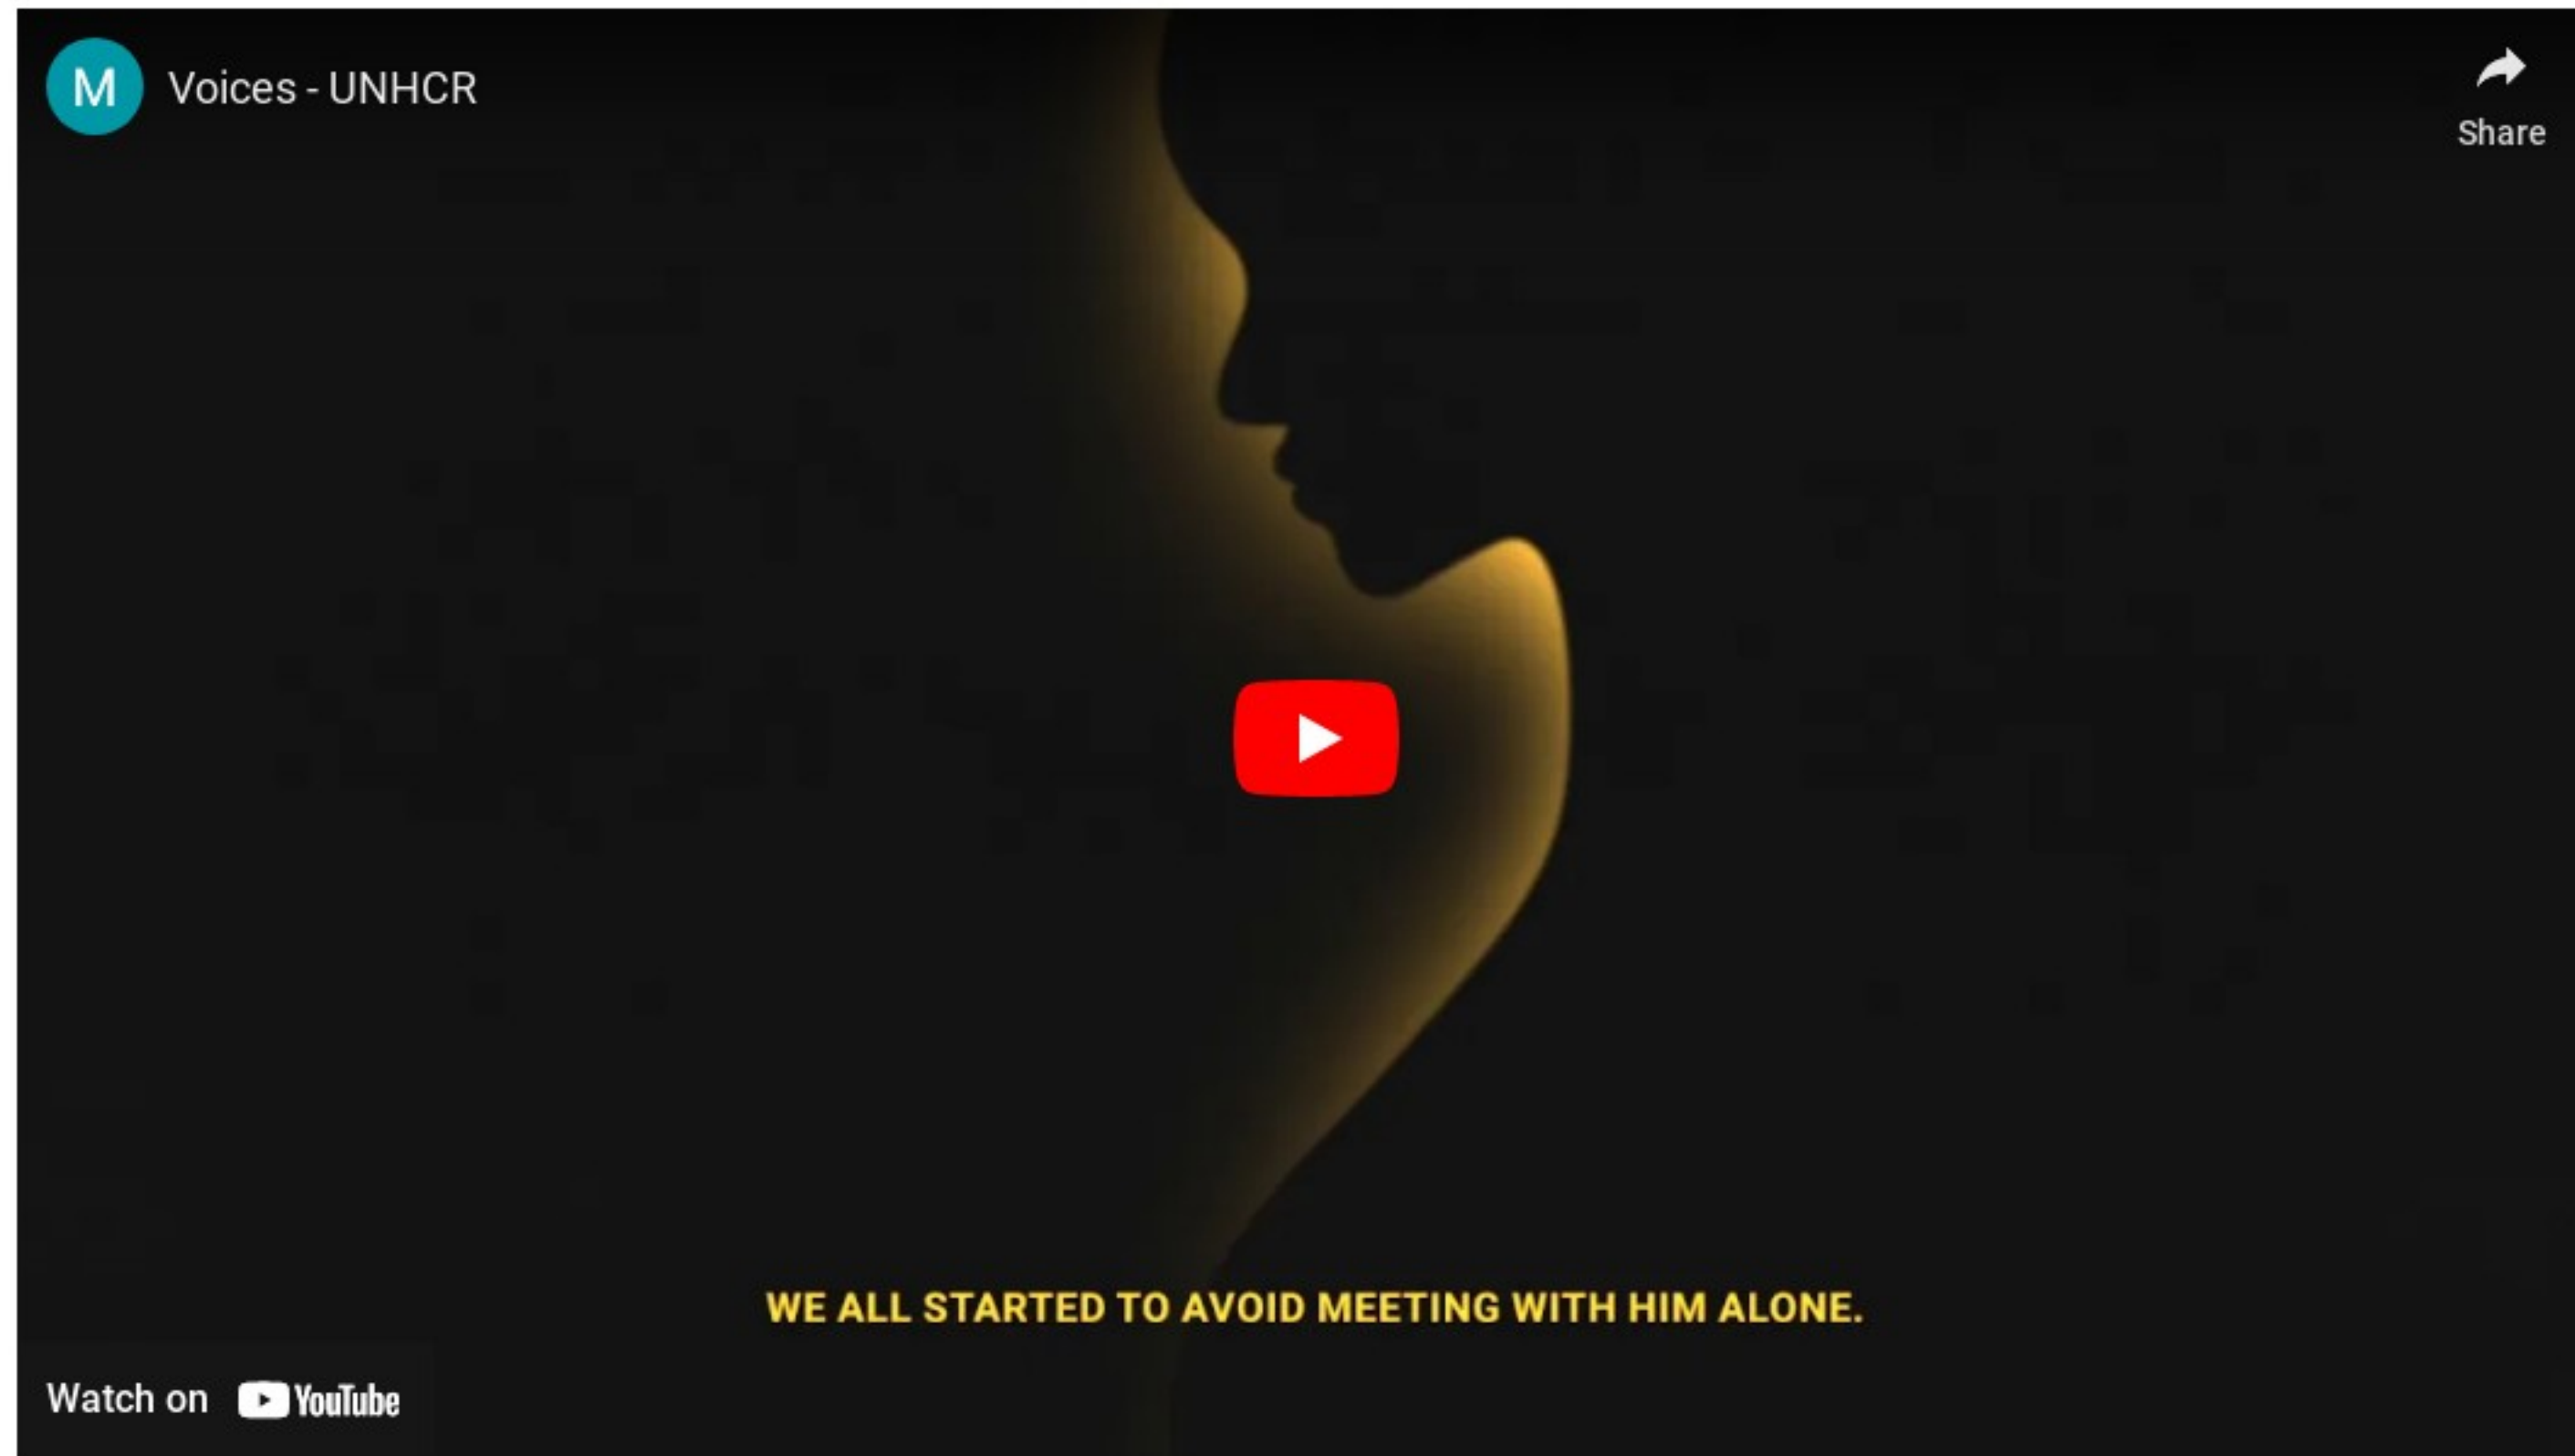 M
Voices - UNHCR
Share
WE ALL STARTED TO AVOID MEETING WITH HIM ALONE.
Watch on YouTube